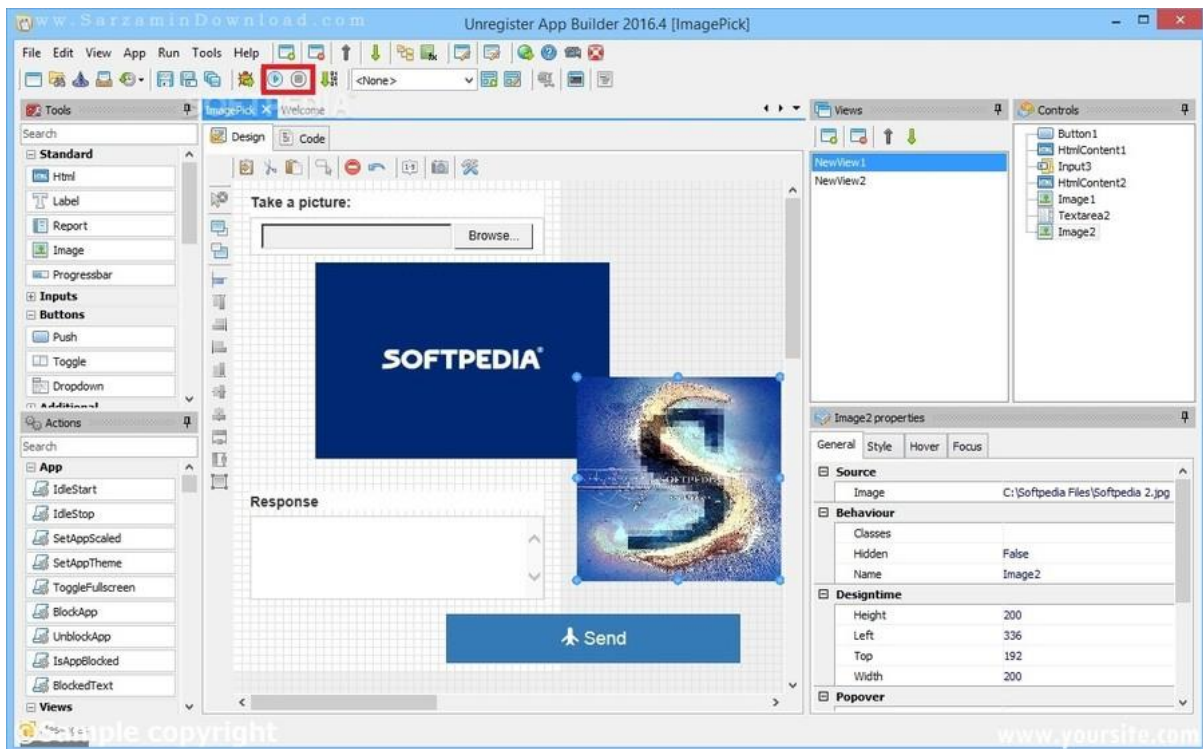 www.SarzaminDownload.com
Unregister App Builder 2016.4 [ImagePick]
File Edit View App Run Tools Help
<None>
Tools
ImagePick
Welcome
Search
Design
Code
Standard
Html
Label
Report
Image
Progressbar
Inputs
Buttons
Push
Toggle
Dropdown
Additional
Actions
Search
App
IdleStart
IdleStop
SetAppScaled
SetAppTheme
ToggleFullscreen
BlockApp
UnblockApp
IsAppBlocked
BlockedText
Views
Take a picture:
Browse...
SOFTPEDIA®
SOFTPEDIA
Response
Send
Views
NewView1
NewView2
Controls
Button1
HtmlContent1
Input3
HtmlContent2
Image1
Textarea2
Image2
Image2 properties
General Style Hover Focus
Source
Image C:\Softpedia Files\Softpedia 2.jpg
Behaviour
Classes
Hidden False
Name Image2
Designtime
Height 200
Left 336
Top 192
Width 200
Popover
©Sample copyright
www.yoursite.com